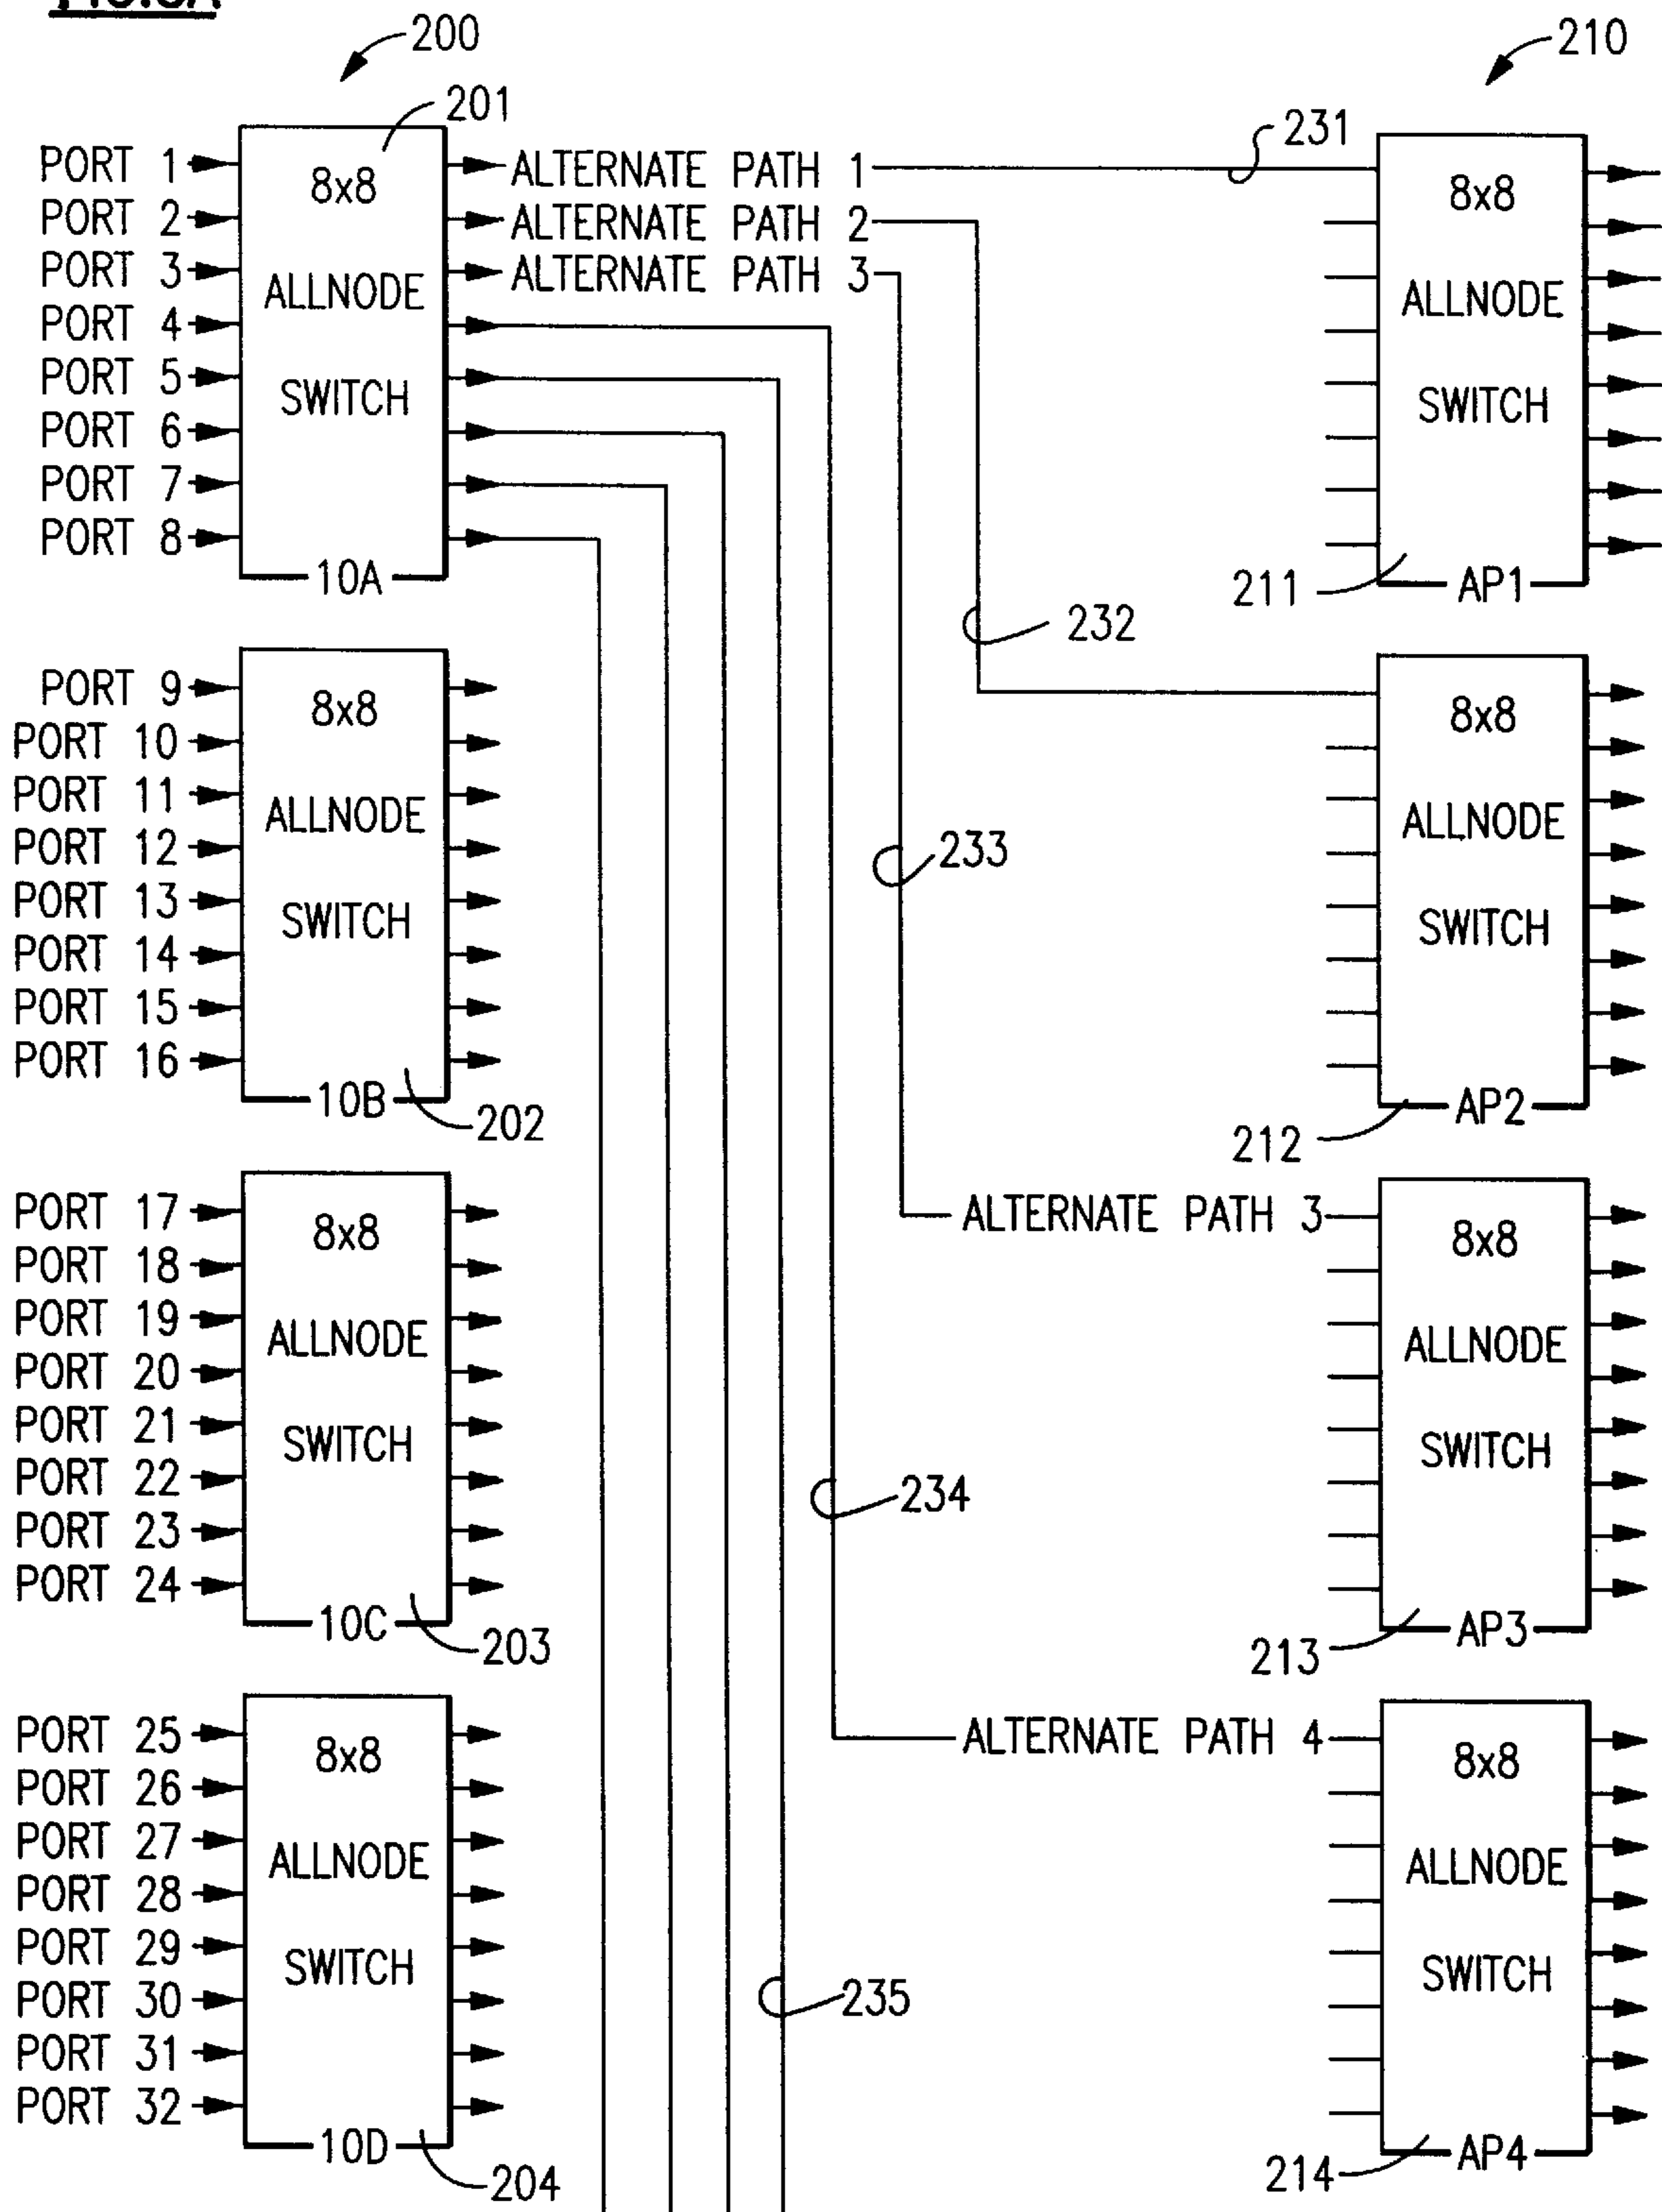 200
210
201
231
PORT 1
PORT 2
PORT 3
PORT 4
PORT 5
PORT 6
PORT 7
PORT 8
8x8
ALLNODE
SWITCH
10A
ALTERNATE PATH 1
ALTERNATE PATH 2
ALTERNATE PATH 3
8x8
ALLNODE
SWITCH
211
AP1
232
PORT 9
PORT 10
PORT 11
PORT 12
PORT 13
PORT 14
PORT 15
PORT 16
8x8
ALLNODE
SWITCH
10B
202
233
8x8
ALLNODE
SWITCH
AP2
212
PORT 17
PORT 18
PORT 19
PORT 20
PORT 21
PORT 22
PORT 23
PORT 24
8x8
ALLNODE
SWITCH
10C
203
ALTERNATE PATH 3
234
8x8
ALLNODE
SWITCH
AP3
213
PORT 25
PORT 26
PORT 27
PORT 28
PORT 29
PORT 30
PORT 31
PORT 32
8x8
ALLNODE
SWITCH
10D
204
ALTERNATE PATH 4
235
8x8
ALLNODE
SWITCH
AP4
214